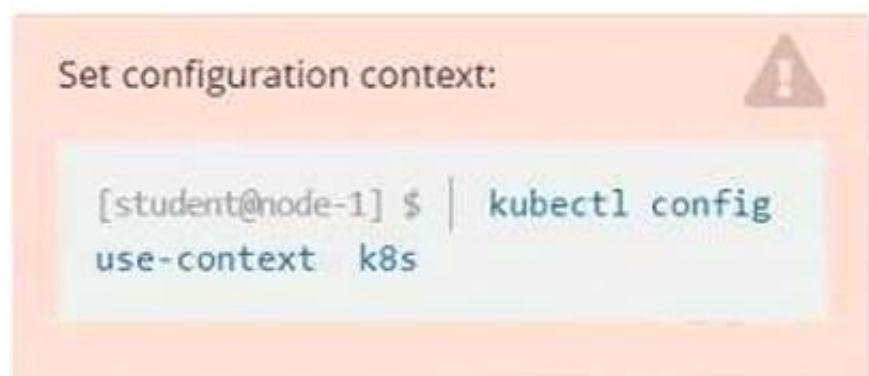 Set configuration context:
[student@node-1] $ | kubectl config
use-context k8s